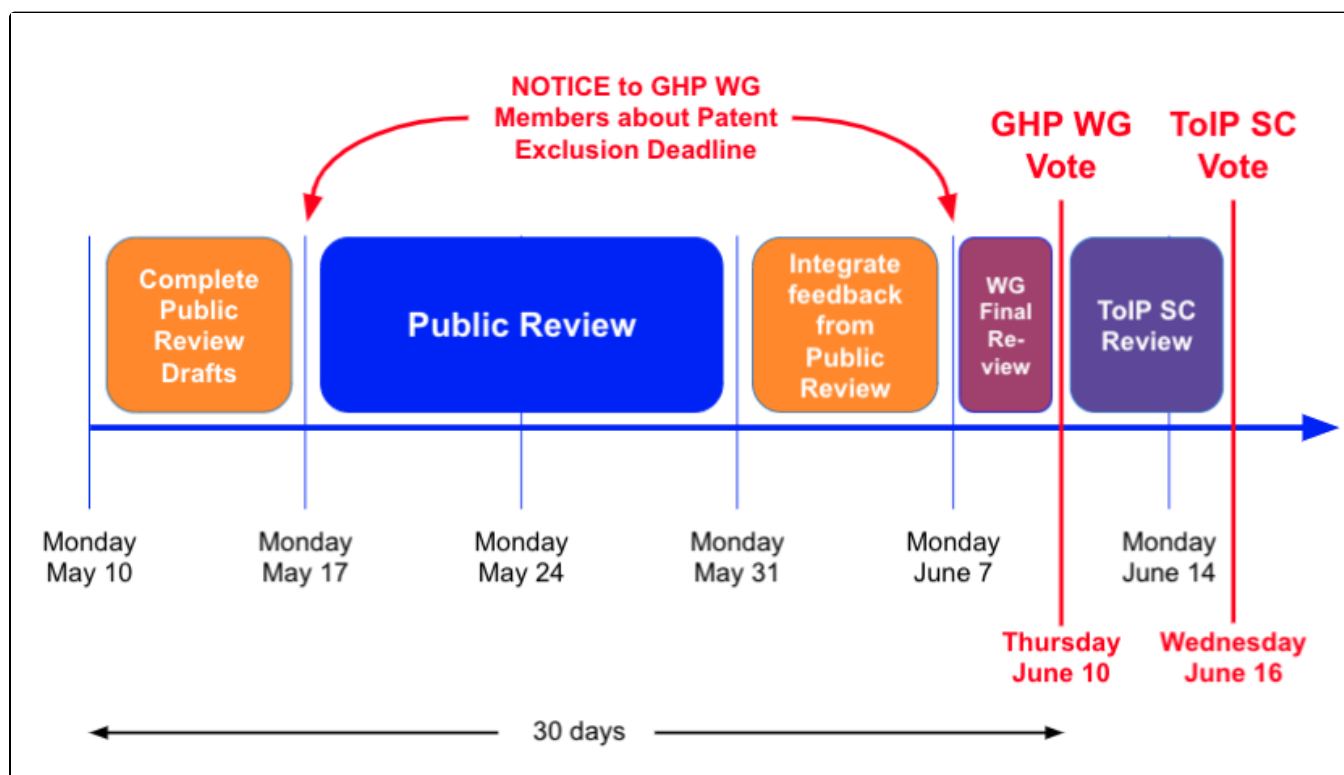 NOTICE to GHP WG
Members about Patent
Exclusion Deadline
GHP WG
Vote
ToIP SC
Vote
Complete
Public
Review
Drafts
Public Review
Integrate
feedback
from
Public
Review
WG
Final
Re-
view
ToIP SC
Review
Monday
May 10
Monday
May 17
Monday
May 24
Monday
May 31
Monday
June 7
Monday
June 14
Thursday
June 10
Wednesday
June 16
30 days